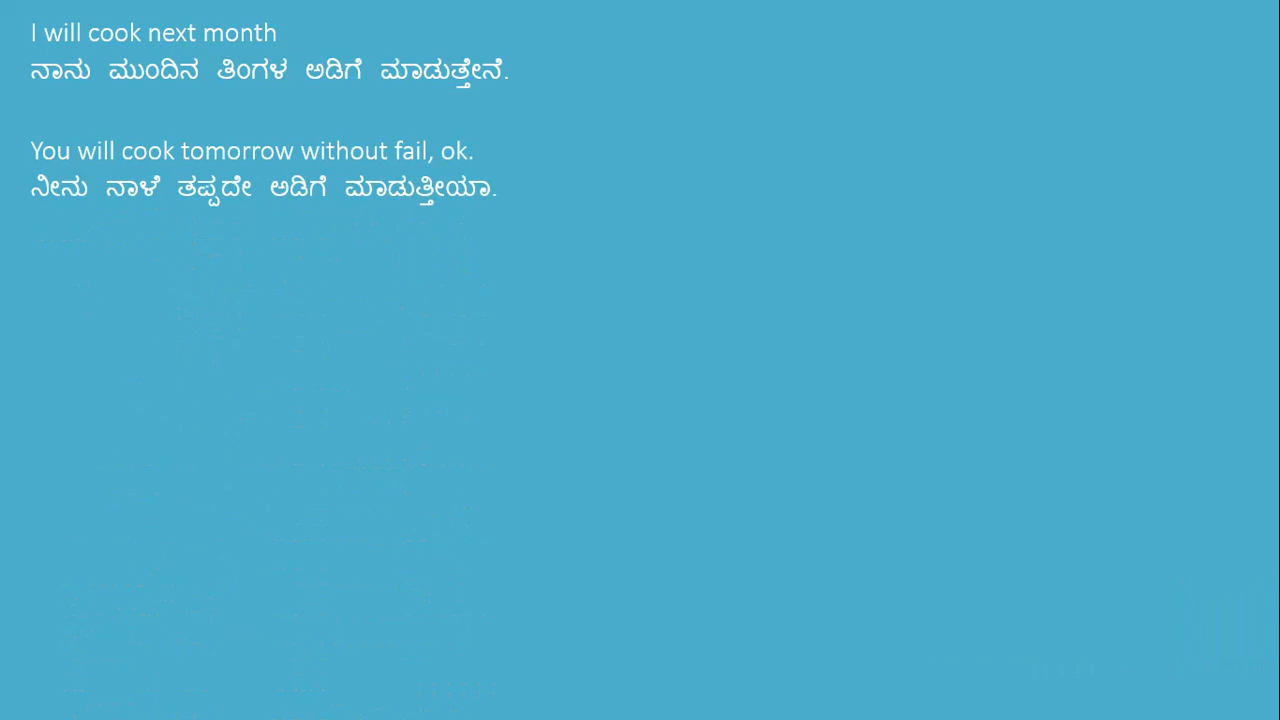 I will cook next month
ನಾನು ಮುಂದಿನ ತಿಂಗಳ ಅಡಿಗೆ ಮಾಡುತ್ತೇನೆ.
You will cook tomorrow without fail, ok.
ನೀನು ನಾಳೆ ತಪ್ಪದೇ ಅಡಿಗೆ ಮಾಡುತ್ತೀಯಾ.